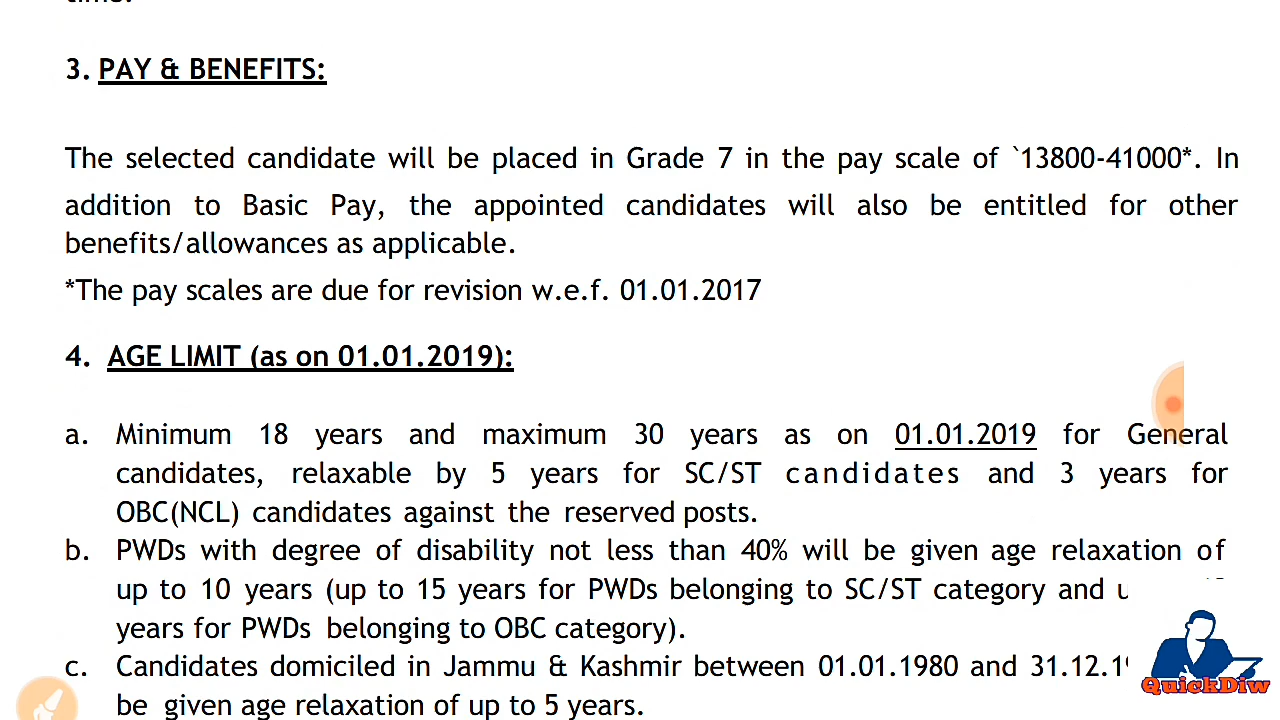 3. PAY & BENEFITS:
The selected candidate will be placed in Grade 7 in the pay scale of `13800-41000*. In
addition to Basic Pay, the appointed candidates will also be entitled for other
benefits/allowances as applicable.
*The pay scales are due for revision w.e.f. 01.01.2017
4. AGE LIMIT (as on 01.01.2019):
a. Minimum 18 years and maximum 30 years as on 01.01.2019 for General
candidates, relaxable by 5 years for SC/ST candidates and 3 years for
OBC(NCL) candidates against the reserved posts.
b. PWDs with degree of disability not less than 40% will be given age relaxation of
up to 10 years (up to 15 years for PWDs belonging to SC/ST category and
years for PWDs belonging to OBC category).
c. Candidates domiciled in Jammu & Kashmir between 01.01.1980 and
be given age relaxation of up to 5 years.
QuickDiw